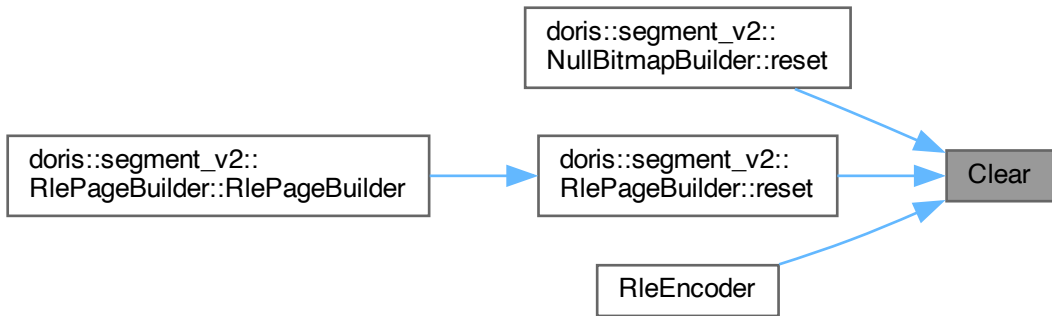 doris::segment_v2::
NullBitmapBuilder::reset
doris::segment_v2::
RlePageBuilder::RlePageBuilder
doris::segment_v2::
RlePageBuilder::reset
Clear
RleEncoder